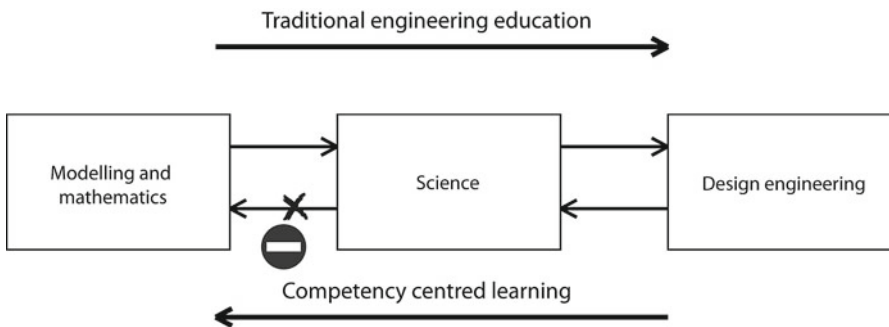 Traditional engineering education
Modelling and
mathematics
Science
Design engineering
Competency centred learning